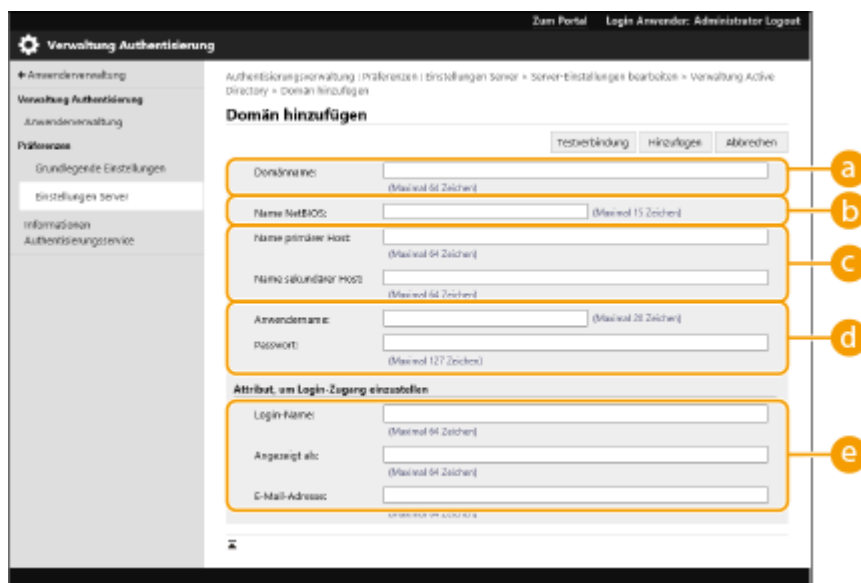 Zum Portal Login Anwender: Administrator Logout
Verwaltung Authentisierung
Anwenderverwaltung
Verwaltung Authentisierung
Anwenderverwaltung
Präferenzen
Grundlegende Einstellungen
Einstellungen Server
Informationen
Authentisierungsservice
Authentisierungsverwaltung : Präferenzen : Einstellungen Server > Server-Einstellungen bearbeiten > Verwaltung Active
Directory > Domän hinzufügen
Domän hinzufügen
Testverbindung Hinzufügen Abbrechen
Domänname:
(Maximal 64 Zeichen)
a
Name NetBIOS:
(Maximal 15 Zeichen)
b
Name primärer Host:
(Maximal 64 Zeichen)
Name sekundärer Host:
(Maximal 64 Zeichen)
c
Anwendername:
(Maximal 28 Zeichen)
Passwort:
(Maximal 127 Zeichen)
d
Attribut, um Login-Zugang einzustellen
Login-Name:
(Maximal 64 Zeichen)
Angezeigt als:
(Maximal 64 Zeichen)
E-Mail-Adresse:
(Maximal 64 Zeichen)
e